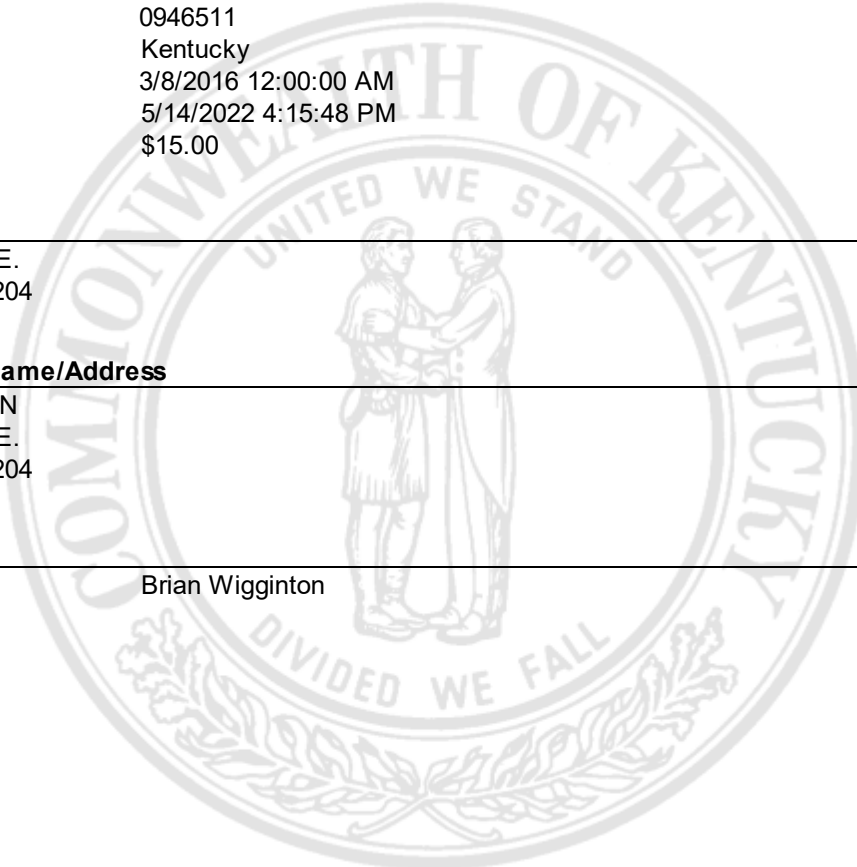 0946511
Kentucky
3/8/2016 12:00:00 AM
5/14/2022 4:15:48 PM
$15.00
COMMONWEALTH OF KENTUCKY
UNITED WE STAND
E.
204
ame/Address
N
E.
204
Brian Wigginton
DIVIDED WE FALL